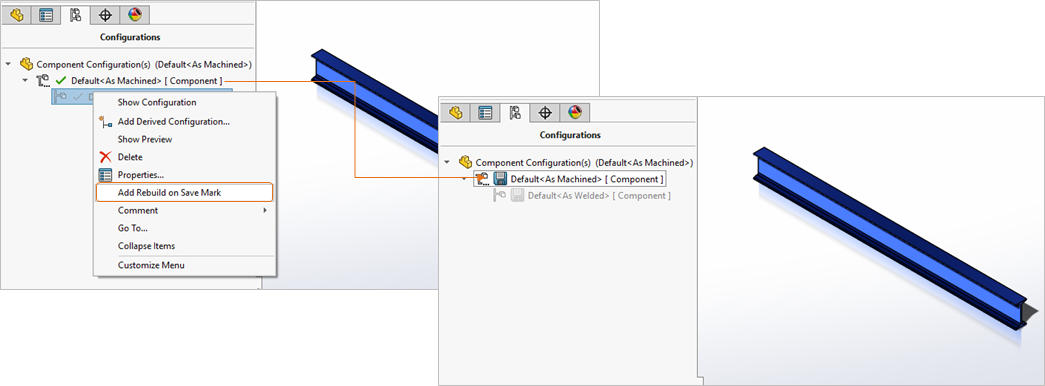 Configurations
Component Configuration(s) (Default<As Machined>)
Default<As Machined> [ Component ]
Show Configuration
Add Derived Configuration...
Show Preview
Delete
Properties...
Add Rebuild on Save Mark
Comment
Go To...
Collapse Items
Customize Menu
Configurations
Component Configuration(s) (Default<As Machined>)
Default<As Machined> [ Component ]
Default<As Welded> [ Component ]